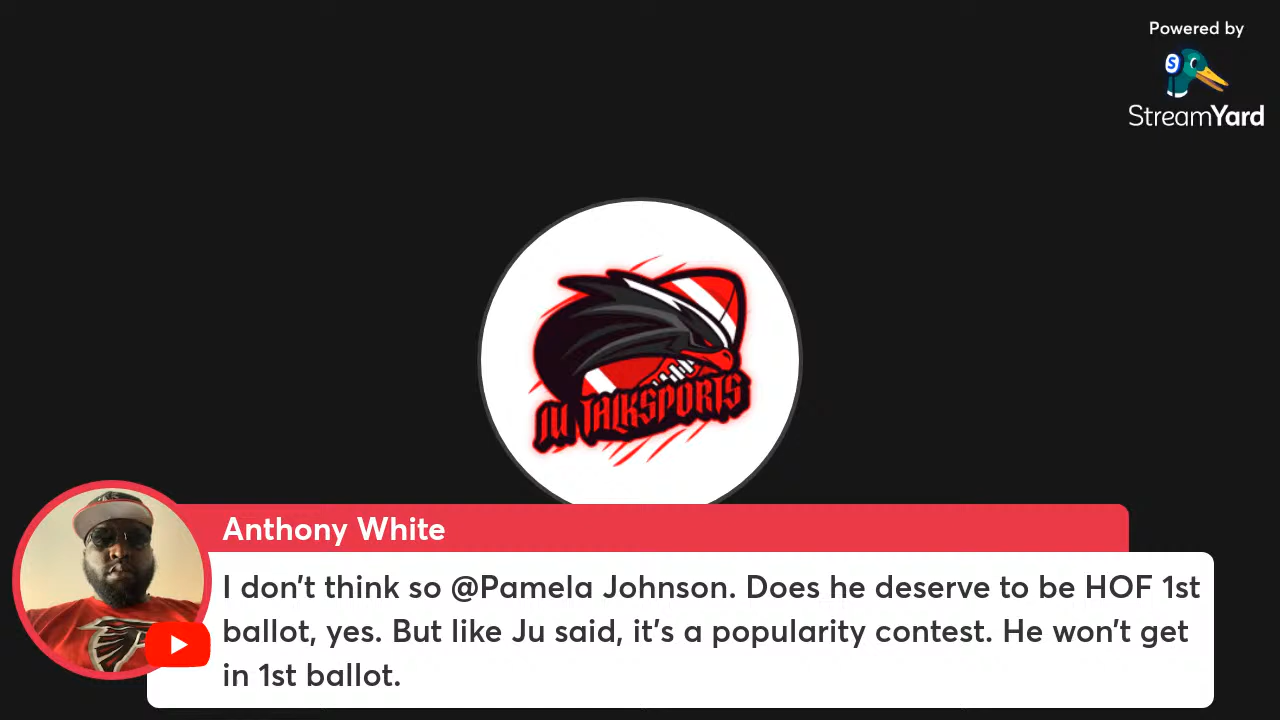 Powered by
S
StreamYard
JU TALKSPORTS
Anthony White
I don't think so @Pamela Johnson. Does he deserve to be HOF 1st
ballot, yes. But like Ju said, it's a popularity contest. He won't get
in 1st ballot.